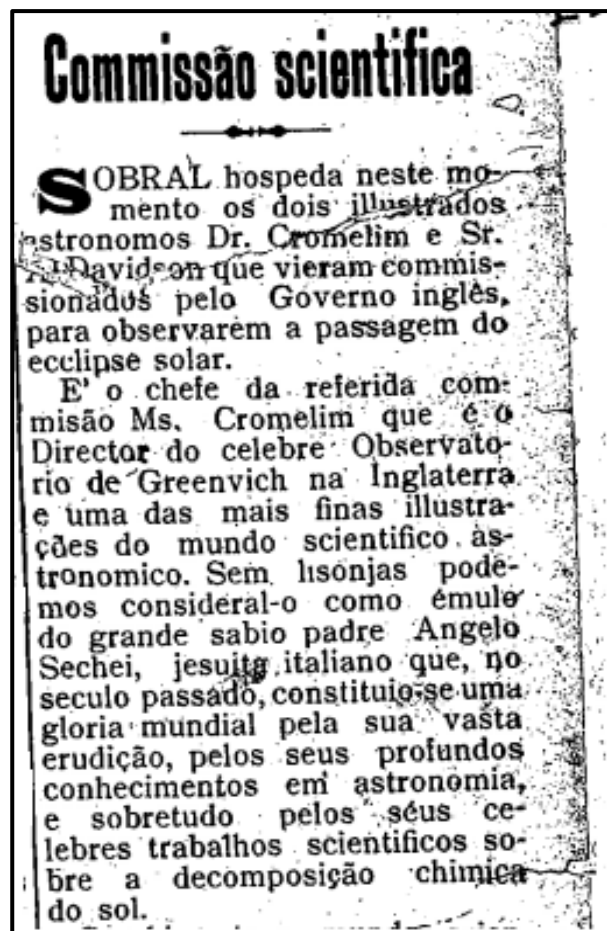 Commissão scientifica
SOBRAL hospeda neste mo-
mento os dois illustrados
astronomos Dr. Cromelim e Sr.
Davidson que vieram commis-
sionados pelo Governo inglês,
para observarem a passagem do
ecclipse solar.
E' o chefe da referida com-
missão Ms. Cromelim que é o
Director do celebre Observato-
rio de Greenvich na Inglaterra
e uma das mais finas illustra-
ções do mundo scientifico as-
tronomico. Sem lisonjas pode-
mos consideral-o como émulo
do grande sabio padre Angelo
Sechei, jesuita italiano que, no
seculo passado, constituio-se uma
gloria mundial pela sua vasta
erudição, pelos seus profundos
conhecimentos em astronomia,
e sobretudo pelos seus ce-
lebres trabalhos scientificos so-
bre a decomposição chimica
do sol.